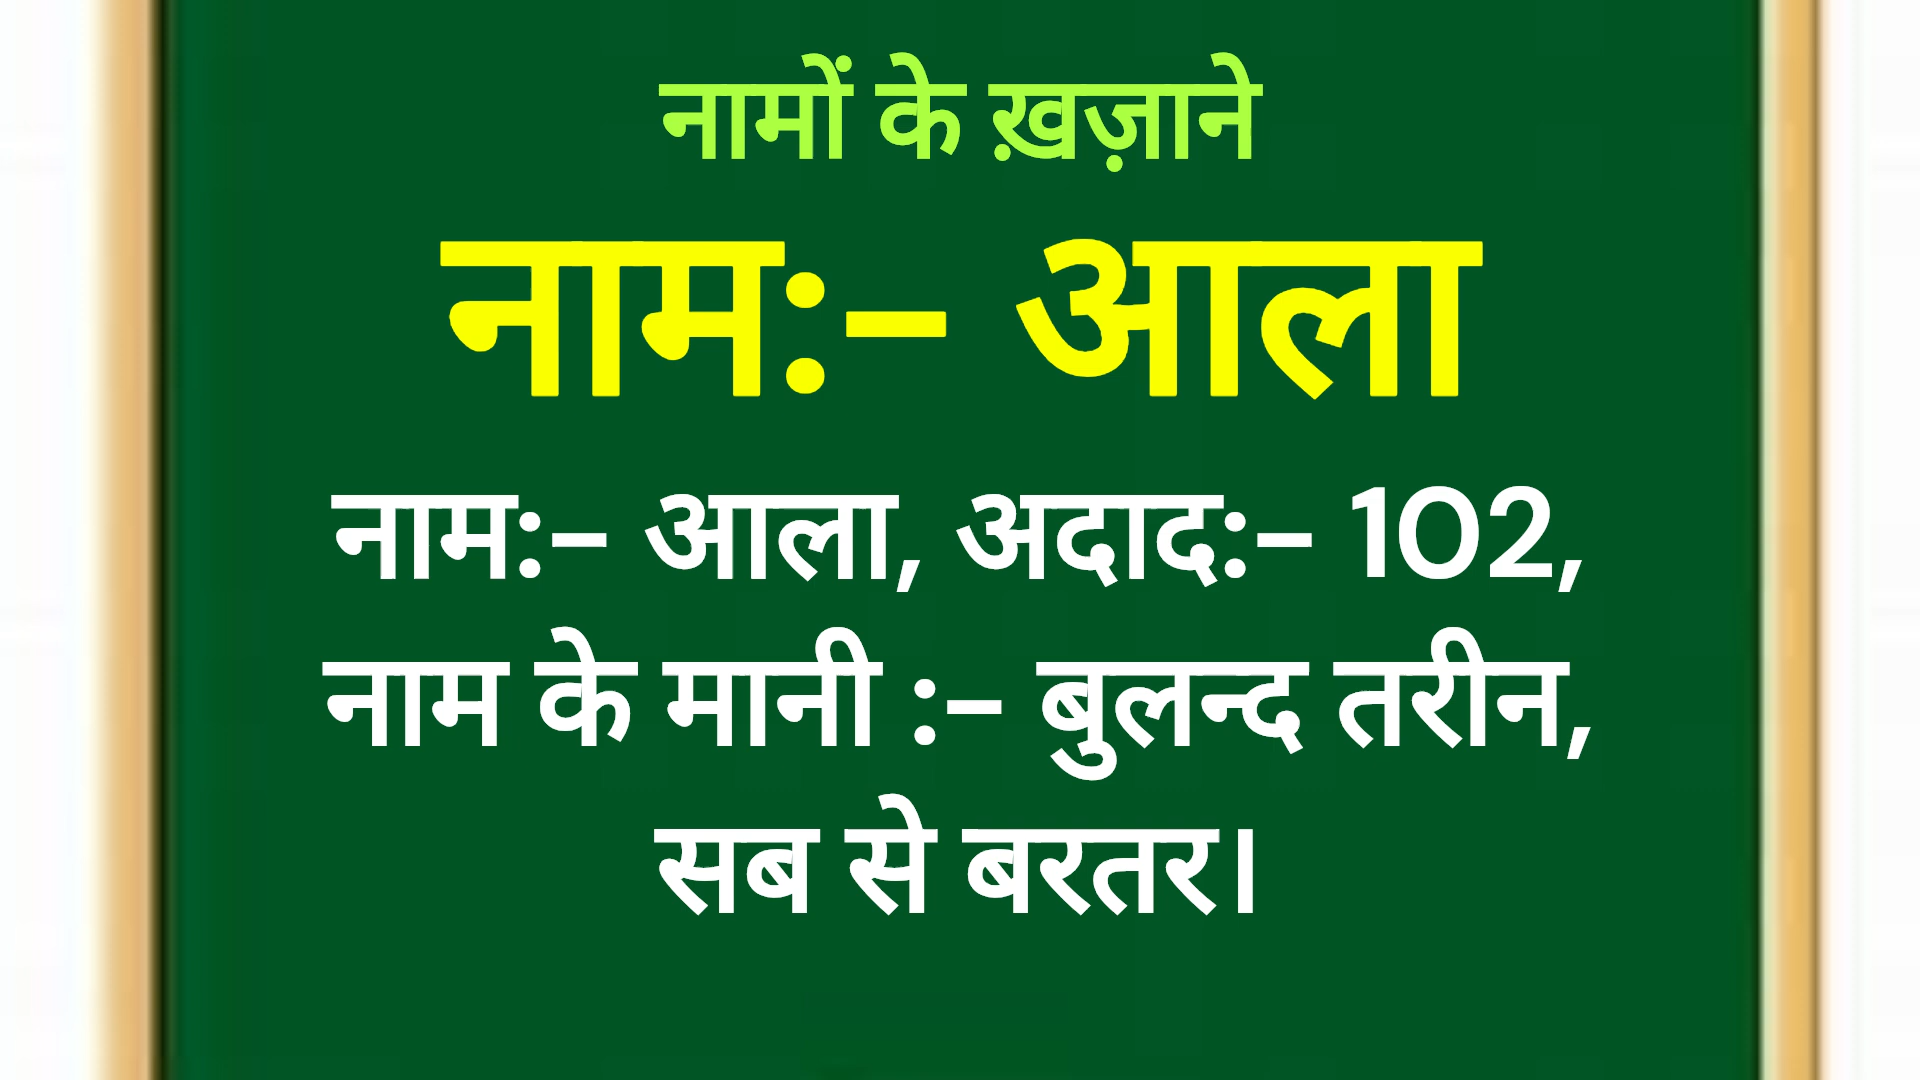 नामों के ख़ज़ाने
नाम:– आला
नाम:– आला, अदाद:– 102,
नाम के मानी :– बुलन्द तरीन,
सब से बरतर।